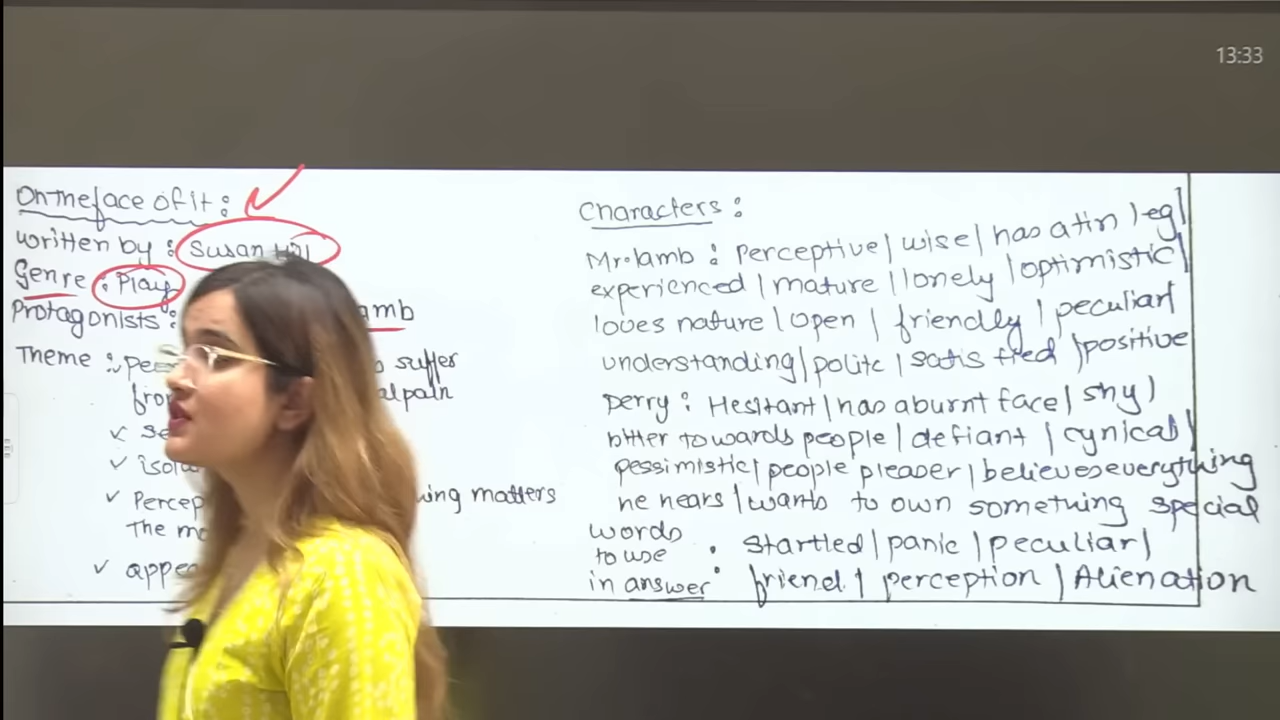 13:33
On the face of it :
written by : Susan Hill
Genre : Play
Protagonists : amb
Theme : suffer
pain
isola
Percep ing matters
The mo
appea
Characters :
Mr.lamb : Perceptive | wise | has a tin leg |
experienced | mature | lonely | optimistic |
loves nature | open | friendly | peculiar |
understanding | polite | satisfied | positive
Derry : Hesitant | has a burnt face | shy |
bitter towards people | defiant | cynical |
pessimistic | people pleaser | believes everything
he hears | wants to own something special
words
to use : startled | panic | peculiar |
in answer friend | perception | Alienation